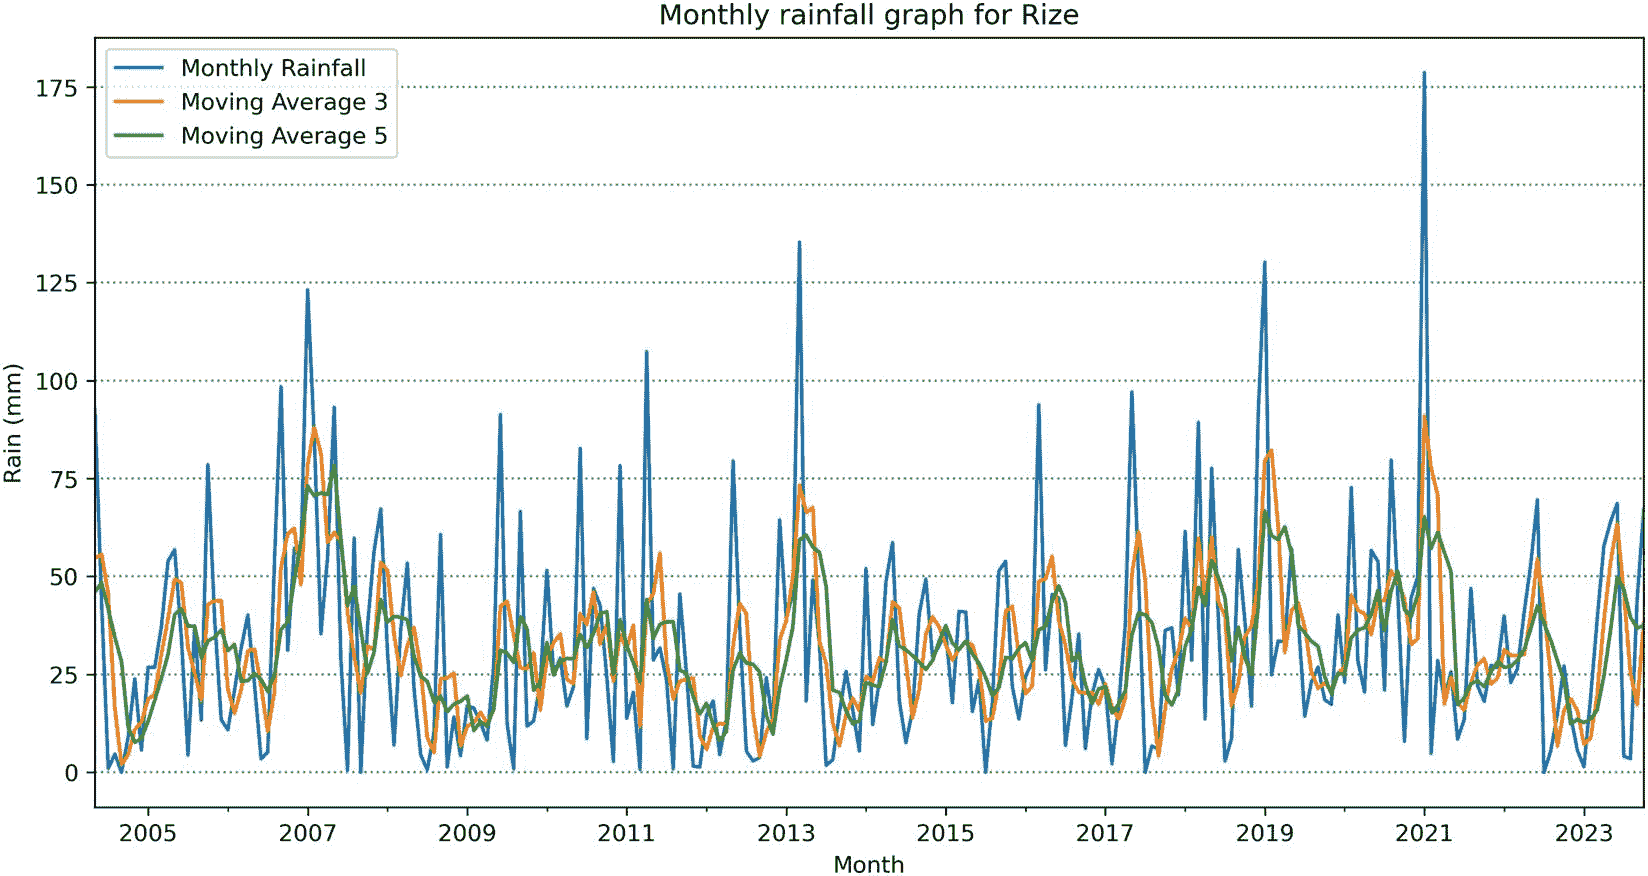 Monthly rainfall graph for Rize
Monthly Rainfall
Moving Average 3
Moving Average 5
Rain (mm)
175
150
125
100
75
50
25
0
2005 2007 2009 2011 2013 2015 2017 2019 2021 2023
Month